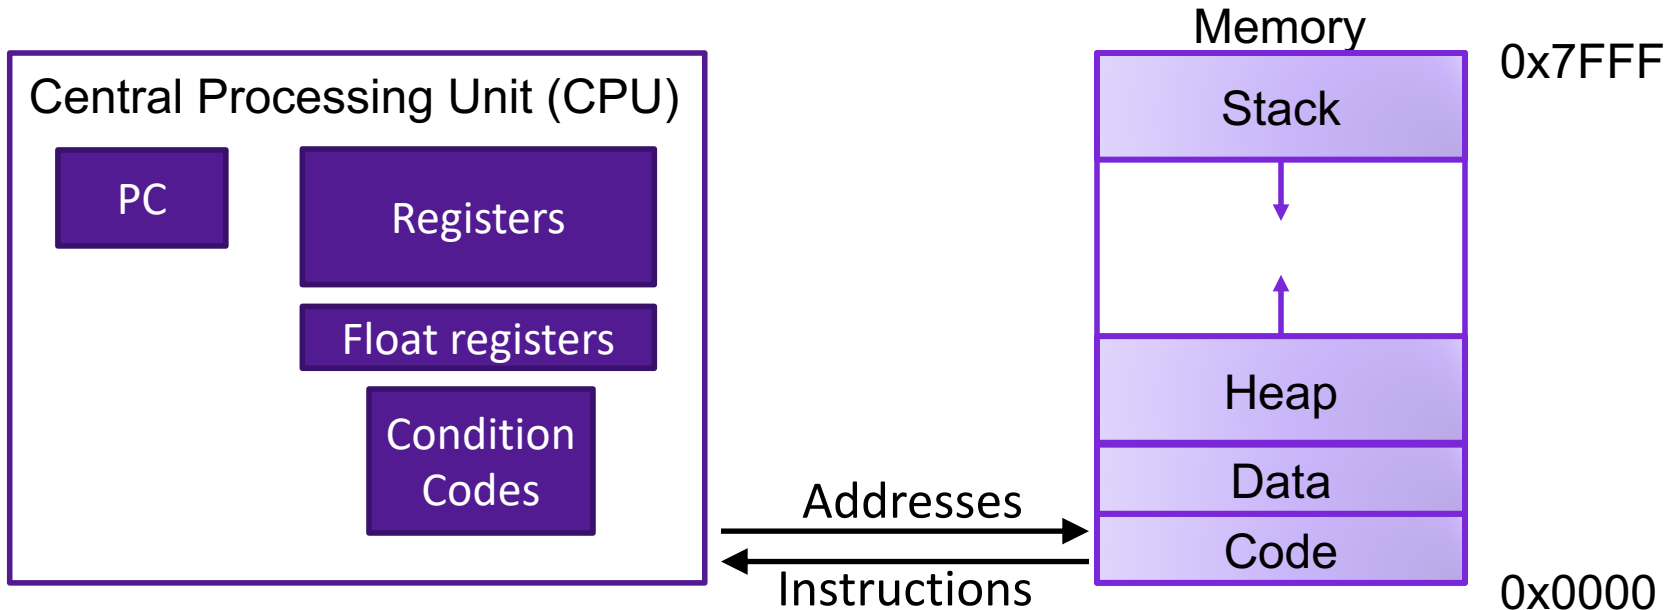 Central Processing Unit (CPU)
PC
Registers
Float registers
Condition
Codes
Addresses
Instructions
Memory
0x7FFF
Stack
Heap
Data
Code
0x0000